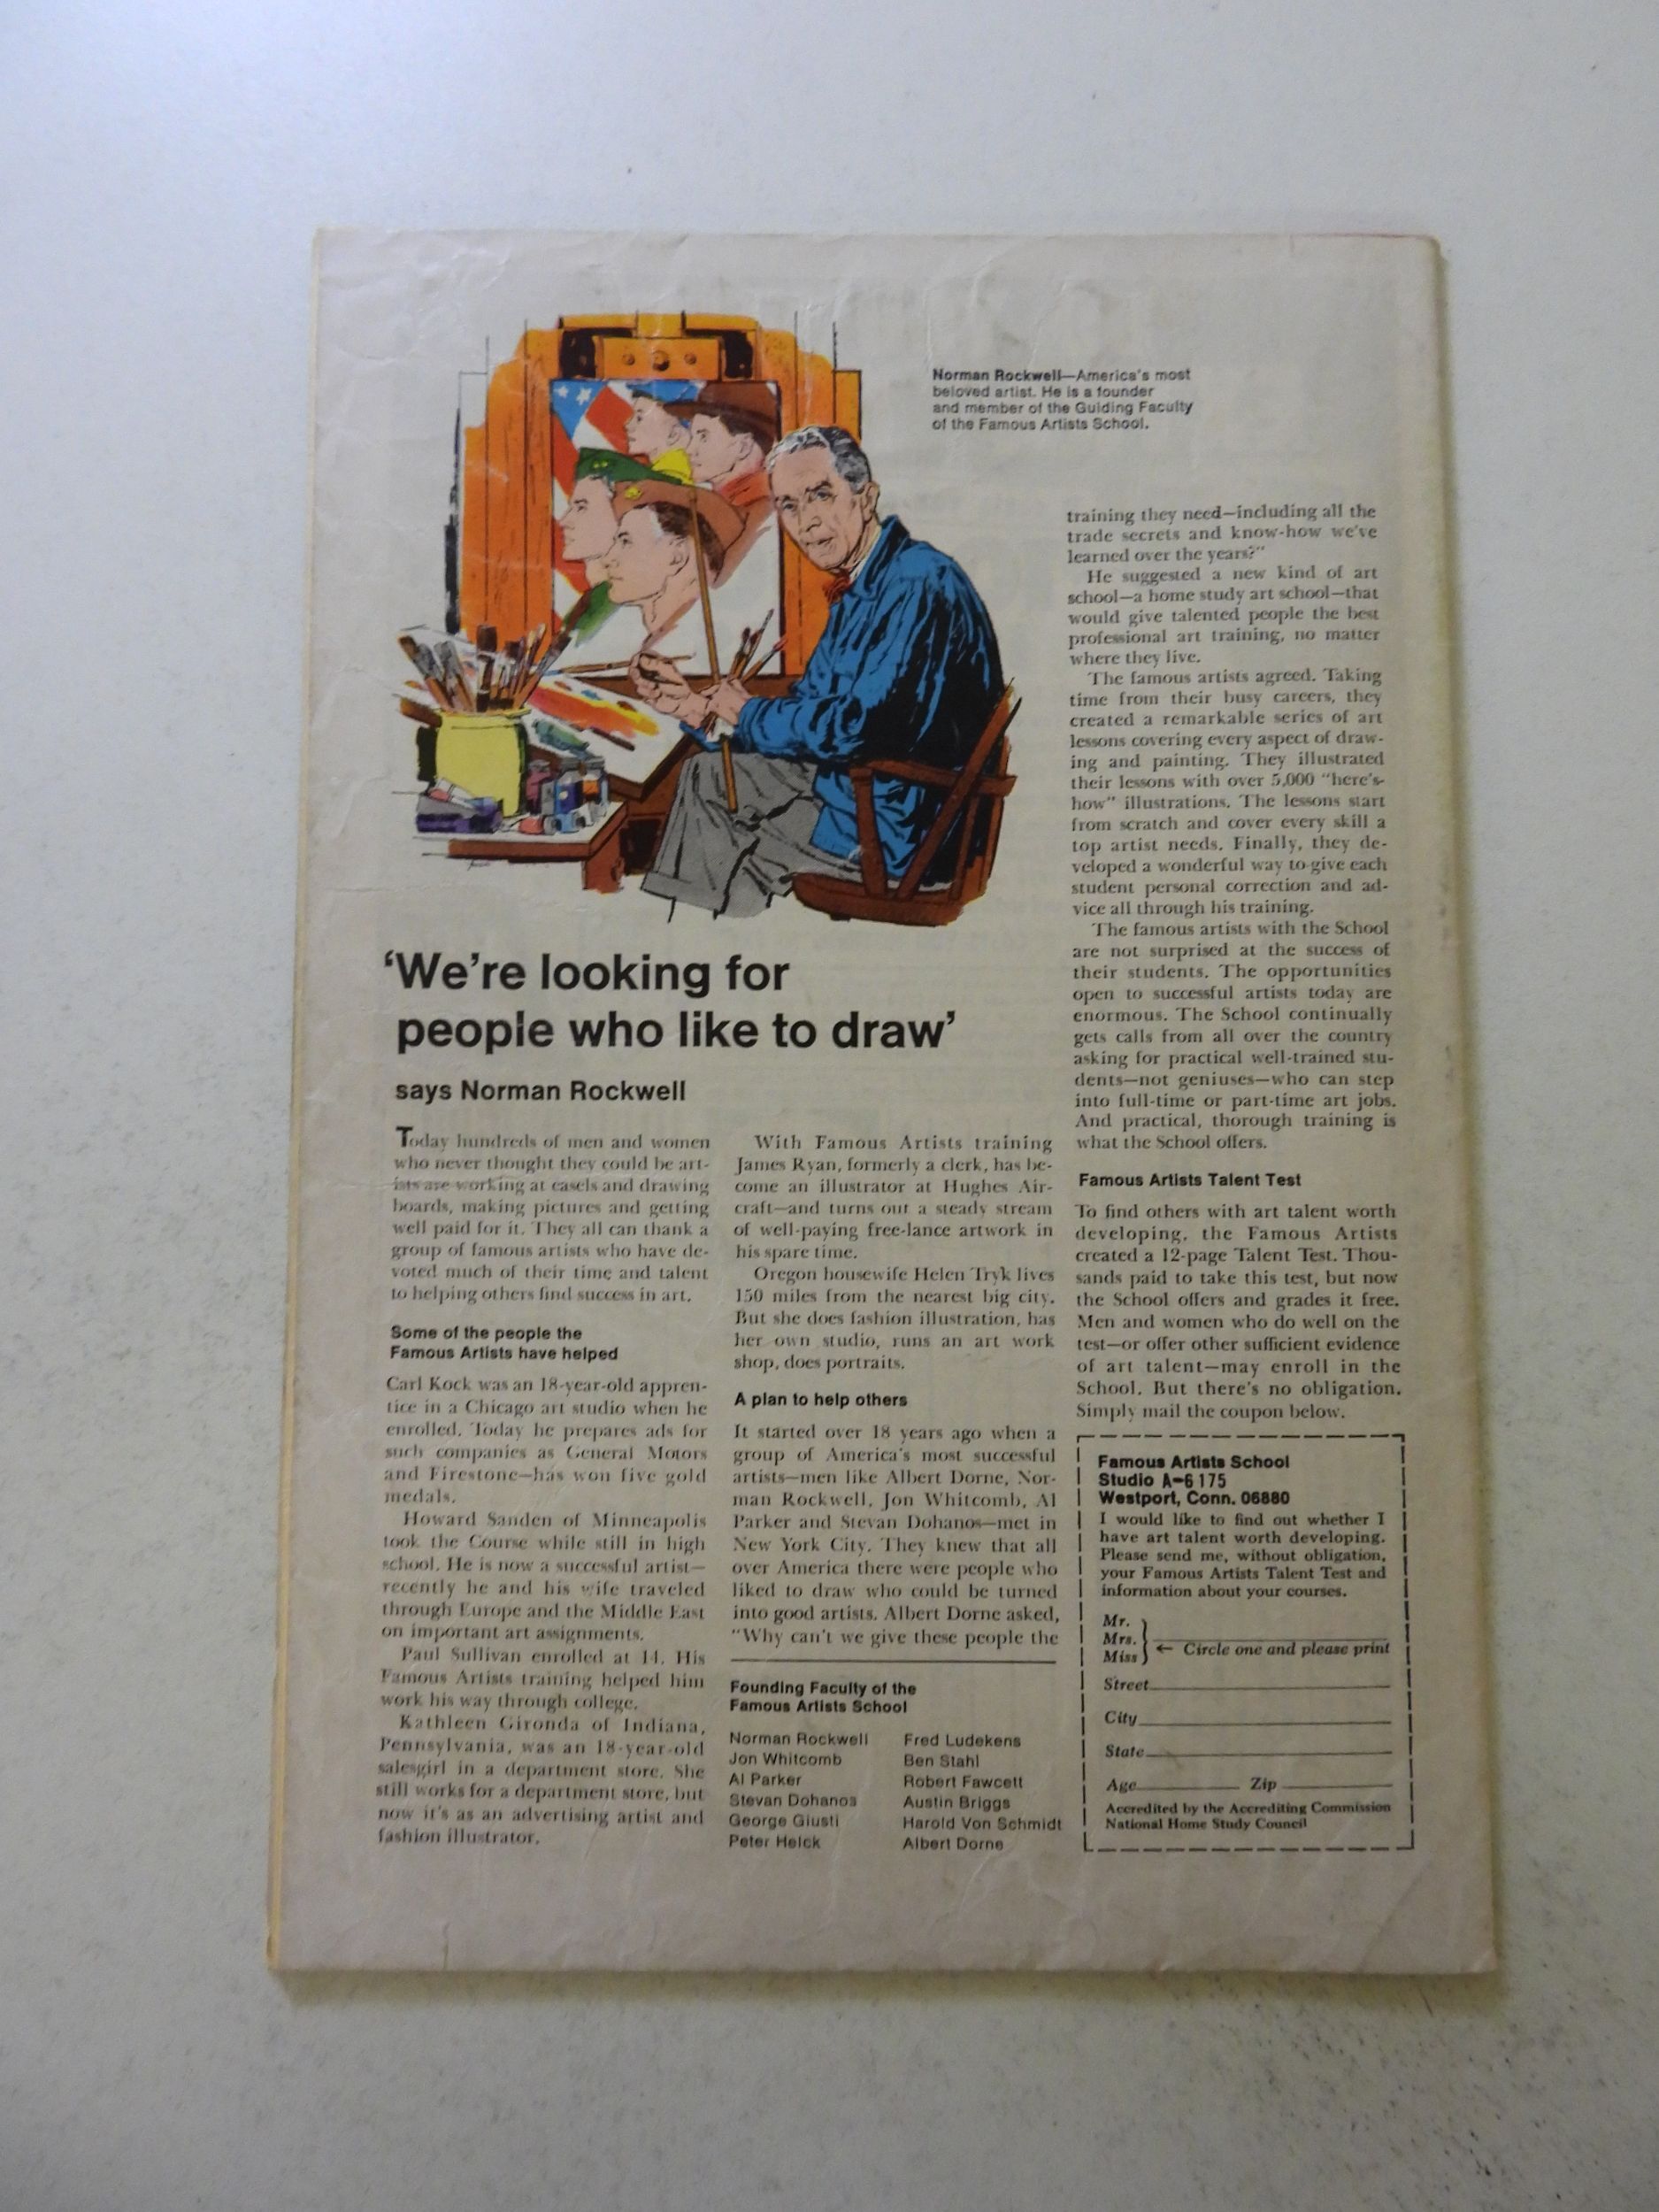 Norman Rockwell—America's most
beloved artist. He is a founder
and member of the Guiding Faculty
of the Famous Artists School.
'We're looking for
people who like to draw'
says Norman Rockwell
Today hundreds of men and women
who never thought they could be art-
ists are working at easels and drawing
boards, making pictures and getting
well paid for it. They all can thank a
group of famous artists who have de-
voted much of their time and talent
to helping others find success in art.
Some of the people the
Famous Artists have helped
Carl Kock was an 18-year-old appren-
tice in a Chicago art studio when he
enrolled. Today he prepares ads for
such companies as General Motors
and Firestone—has won five gold
medals.
Howard Sanden of Minneapolis
took the Course while still in high
school. He is now a successful artist—
recently he and his wife traveled
through Europe and the Middle East
on important art assignments.
Paul Sullivan enrolled at 14. His
Famous Artists training helped him
work his way through college.
Kathleen Gironda of Indiana,
Pennsylvania, was an 18-year-old
salesgirl in a department store. She
still works for a department store, but
now it's as an advertising artist and
fashion illustrator.
With Famous Artists training
James Ryan, formerly a clerk, has be-
come an illustrator at Hughes Air-
craft—and turns out a steady stream
of well-paying free-lance artwork in
his spare time.
Oregon housewife Helen Tryk lives
150 miles from the nearest big city.
But she does fashion illustration, has
her own studio, runs an art work
shop, does portraits.
A plan to help others
It started over 18 years ago when a
group of America's most successful
artists—men like Albert Dorne, Nor-
man Rockwell, Jon Whitcomb, Al
Parker and Stevan Dohanos—met in
New York City. They knew that all
over America there were people who
liked to draw who could be turned
into good artists. Albert Dorne asked,
"Why can't we give these people the
Founding Faculty of the
Famous Artists School
Norman Rockwell
Jon Whitcomb
Al Parker
Stevan Dohanos
George Giusti
Peter Helck
Fred Ludekens
Ben Stahl
Robert Fawcett
Austin Briggs
Harold Von Schmidt
Albert Dorne
training they need—including all the
trade secrets and know-how we've
learned over the years?"
He suggested a new kind of art
school—a home study art school—that
would give talented people the best
professional art training, no matter
where they live.
The famous artists agreed. Taking
time from their busy careers, they
created a remarkable series of art
lessons covering every aspect of draw-
ing and painting. They illustrated
their lessons with over 5,000 "here's-
how" illustrations. The lessons start
from scratch and cover every skill a
top artist needs. Finally, they de-
veloped a wonderful way to give each
student personal correction and ad-
vice all through his training.
The famous artists with the School
are not surprised at the success of
their students. The opportunities
open to successful artists today are
enormous. The School continually
gets calls from all over the country
asking for practical well-trained stu-
dents—not geniuses—who can step
into full-time or part-time art jobs.
And practical, thorough training is
what the School offers.
Famous Artists Talent Test
To find others with art talent worth
developing, the Famous Artists
created a 12-page Talent Test. Thou-
sands paid to take this test, but now
the School offers and grades it free.
Men and women who do well on the
test—or offer other sufficient evidence
of art talent—may enroll in the
School. But there's no obligation.
Simply mail the coupon below.
Famous Artists School
Studio A-6175
Westport, Conn. 06880
I would like to find out whether I
have art talent worth developing.
Please send me, without obligation,
your Famous Artists Talent Test and
information about your courses.
Mr.
Mrs.
Miss
← Circle one and please print
Street
City
State
Age Zip
Accredited by the Accrediting Commission
National Home Study Council